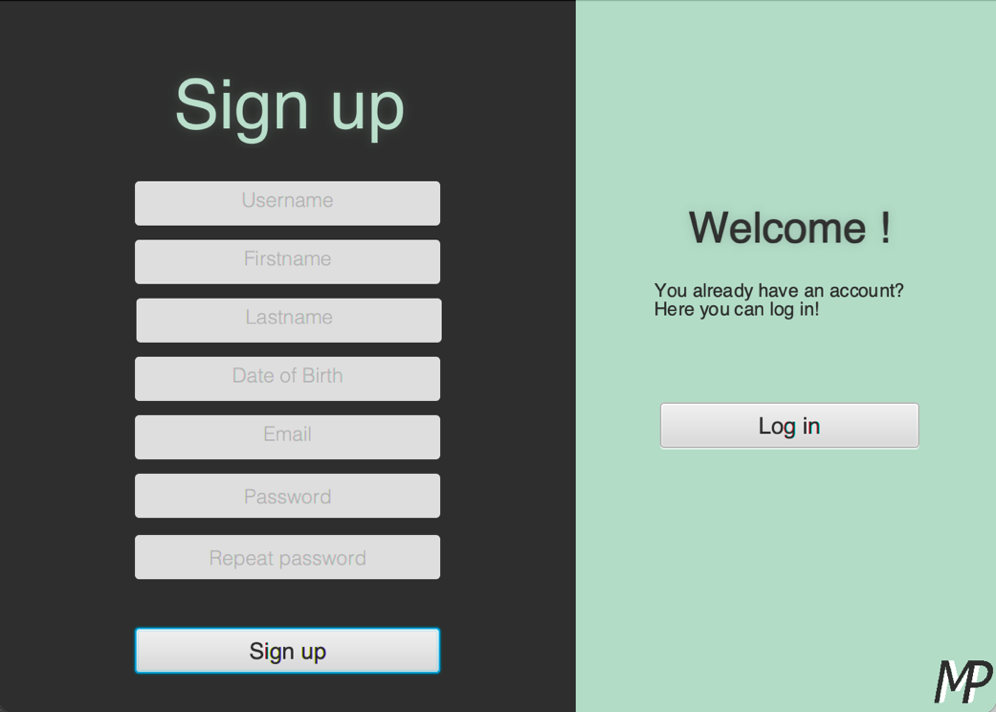 Sign up
Username
Firstname
Lastname
Date of Birth
Email
Password
Repeat password
Sign up
Welcome !
You already have an account?
Here you can log in!
Log in
MP